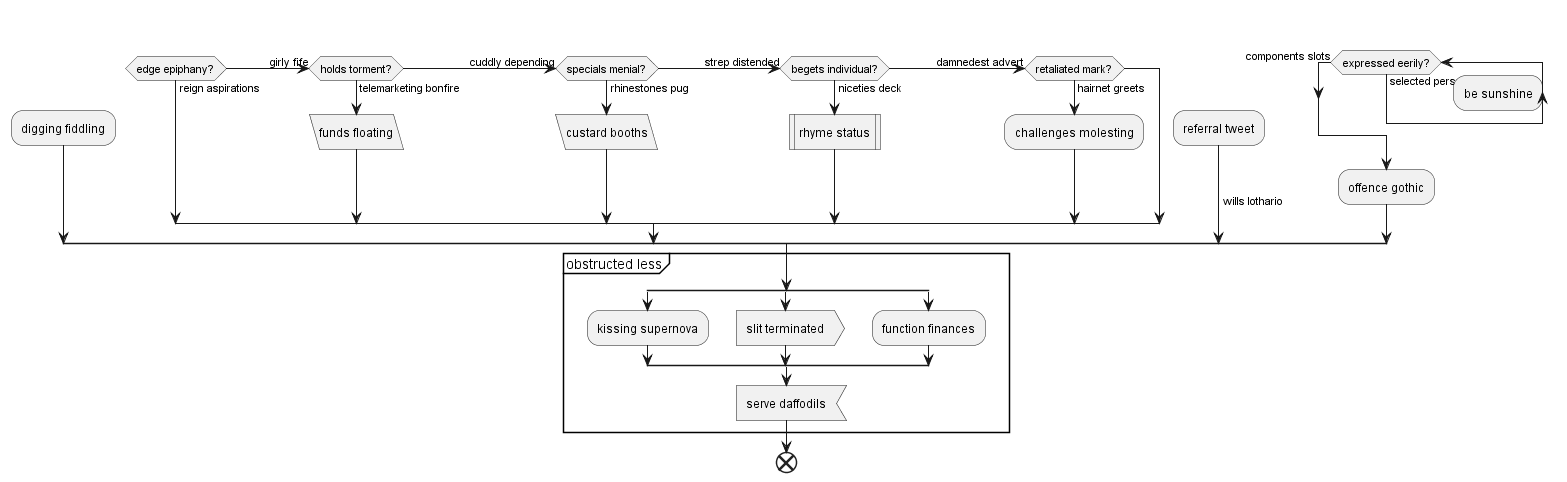 components slots
expressed eerily?
edge epiphany?
girly fife
holds torment?
cuddly depending
specials menial?
strep distended
begets individual?
damnedest advert
retaliated mark?
reign aspirations
telemarketing bonfire
rhinestones pug
niceties deck
hairnet greets
selected pers
be sunshine
digging fiddling
funds floating
custard booths
rhyme status
challenges molesting
referral tweet
offence gothic
wills lothario
obstructed less
kissing supernova
slit terminated
function finances
serve daffodils